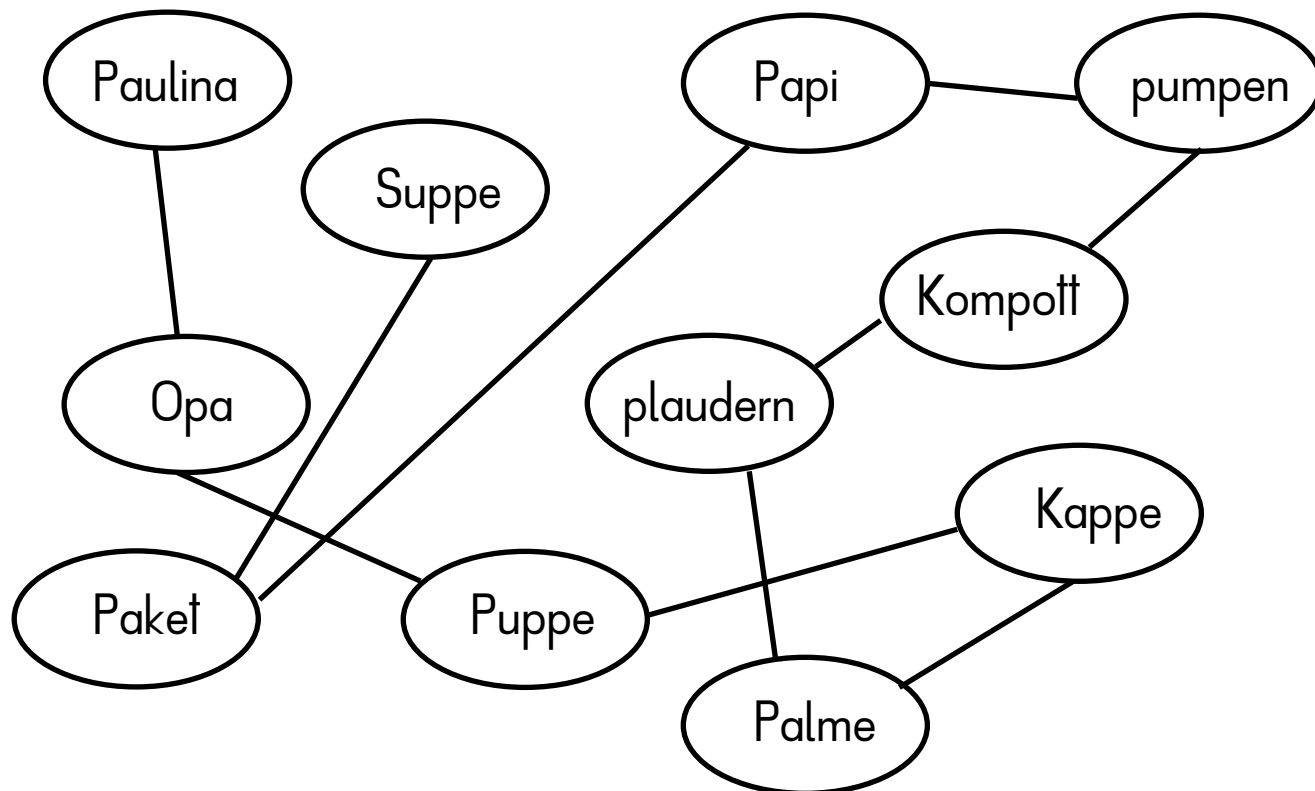 Paulina
Papi
pumpen
Suppe
Kompott
Opa
plaudern
Kappe
Paket
Puppe
Palme